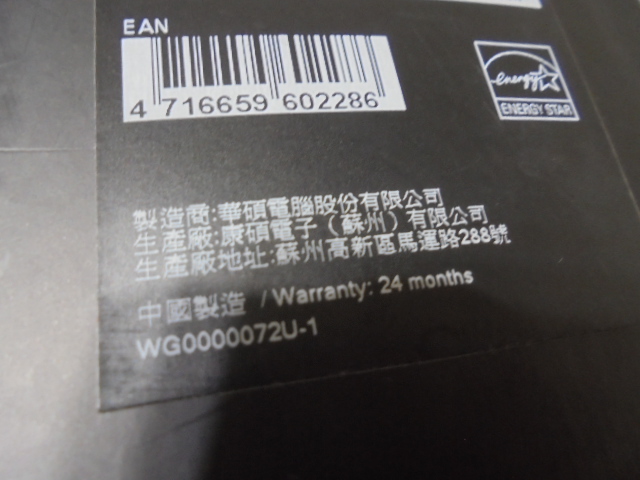 EAN
4 716659 602286
energy
ENERGY STAR
製造商:華碩電腦股份有限公司
生產廠:康碩電子（蘇州）有限公司
生產廠地址:蘇州高新區馬運路288號
中國製造 / Warranty: 24 months
WG0000072U-1